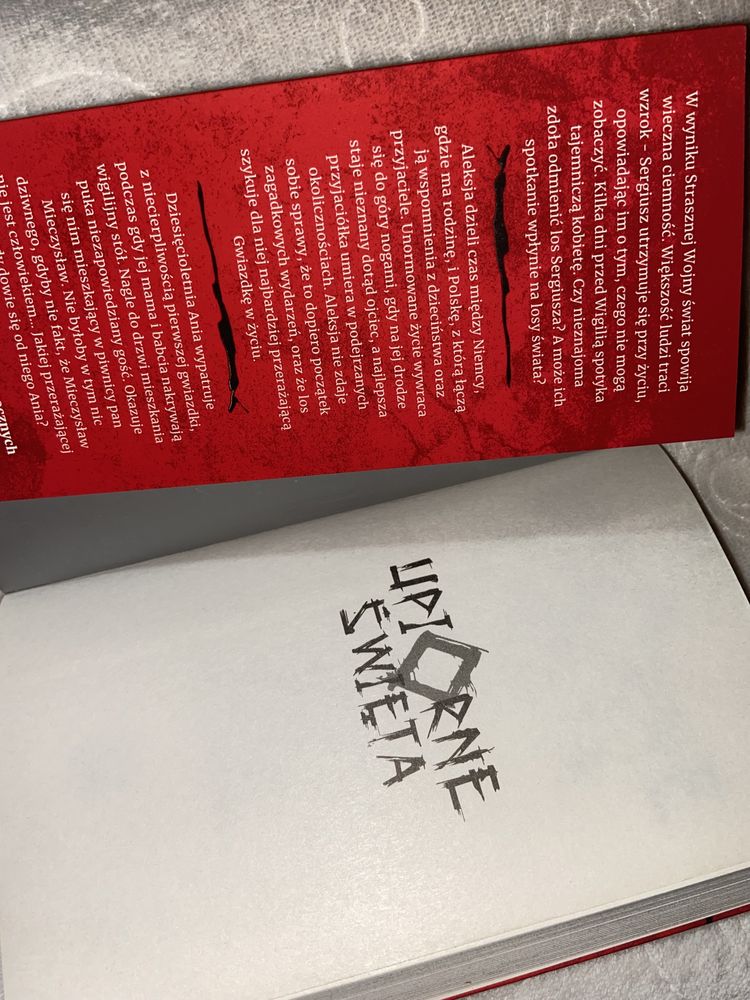 W wyniku Strasznej Wojny świat spowija
wieczna ciemność. Większość ludzi traci
wzrok – Sergiusz utrzymuje się przy życiu,
opowiadając im o tym, czego nie mogą
zobaczyć. Kilka dni przed Wigilią spotyka
tajemniczą kobietę. Czy nieznajoma
zdoła odmienić los Sergiusza? A może ich
spotkanie wpłynie na losy świata?
Aleksja dzieli czas między Niemcy,
gdzie ma rodzinę, i Polskę, z którą łączą
ją wspomnienia z dzieciństwa oraz
przyjaciele. Unormowane życie wywraca
się do góry nogami, gdy na jej drodze
staje nieznany dotąd ojciec, a najlepsza
przyjaciółka umiera w podejrzanych
okolicznościach. Aleksja nie zdaje
sobie sprawy, że to dopiero początek
zagadkowych wydarzeń, oraz że los
szykuje dla niej najbardziej przerażającą
Gwiazdkę w życiu.
Dziesięcioletnia Ania wypatruje
z niecierpliwością pierwszej gwiazdki,
podczas gdy jej mama i babcia nakrywają
wigilijny stół. Nagle do drzwi mieszkania
puka niezapowiedziany gość. Okazuje
się nim mieszkający w piwnicy pan
Mieczysław. Nie byłoby w tym nic
dziwnego, gdyby nie fakt, że Mieczysław
nie jest człowiekiem... Jakiej przerażającej
dowie się od niego Ania?
UPIORNE
ŚWIĘTA